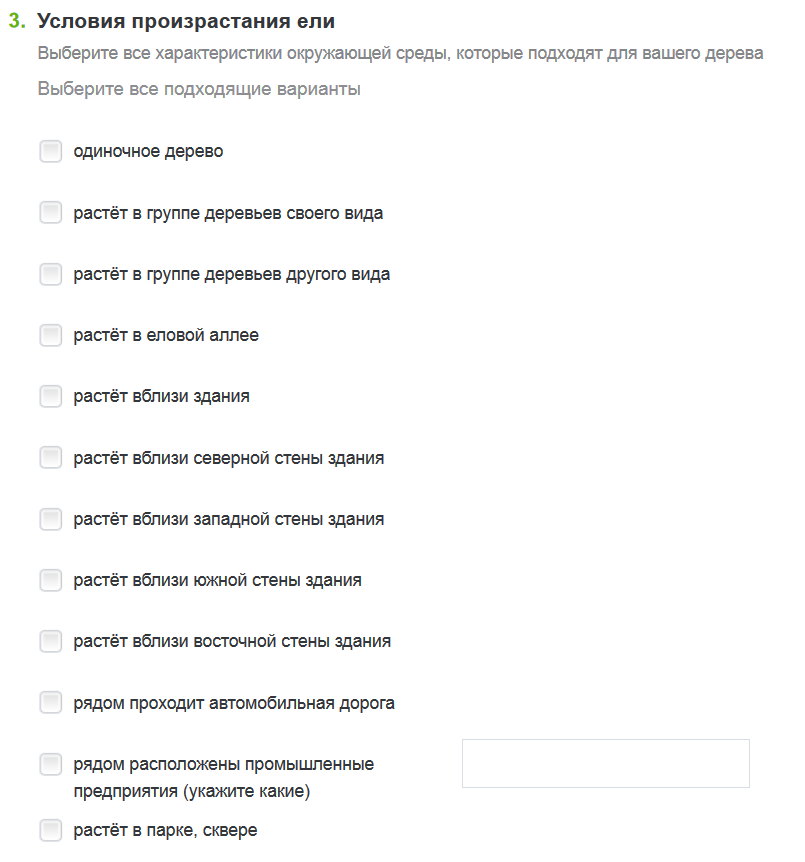 3. Условия произрастания ели
Выберите все характеристики окружающей среды, которые подходят для вашего дерева
Выберите все подходящие варианты
одиночное дерево
растёт в группе деревьев своего вида
растёт в группе деревьев другого вида
растёт в еловой аллее
растёт вблизи здания
растёт вблизи северной стены здания
растёт вблизи западной стены здания
растёт вблизи южной стены здания
растёт вблизи восточной стены здания
рядом проходит автомобильная дорога
рядом расположены промышленные
предприятия (укажите какие)
растёт в парке, сквере